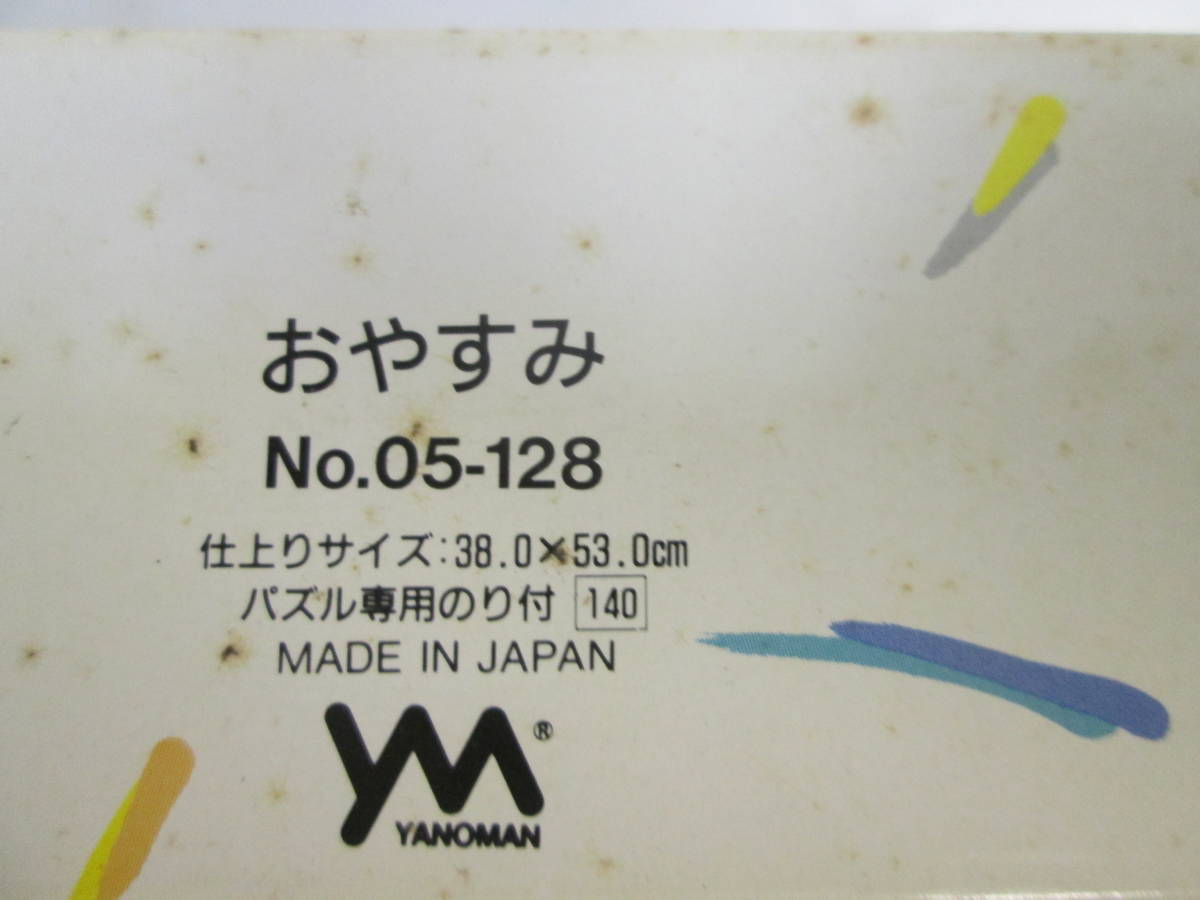 おやすみ
No.05-128
仕上りサイズ:38.0×53.0cm
パズル専用のり付 140
MADE IN JAPAN
YM®
YANOMAN